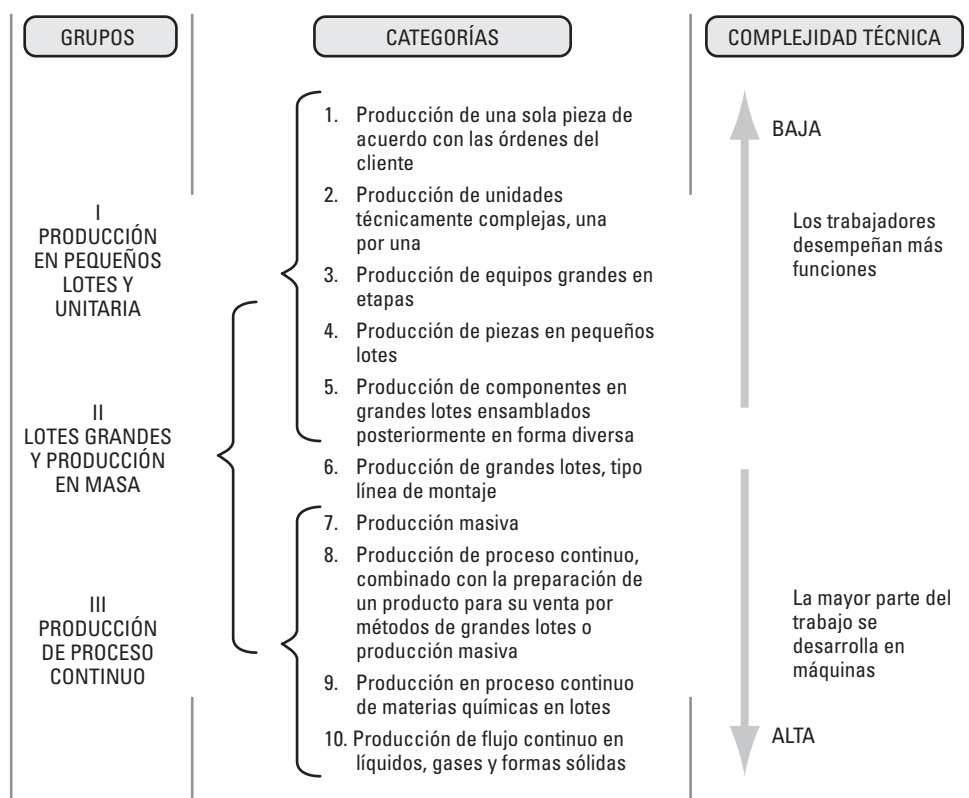 GRUPOS
CATEGORÍAS
COMPLEJIDAD TÉCNICA
I
PRODUCCIÓN
EN PEQUEÑOS
LOTES Y
UNITARIA
II
LOTES GRANDES
Y PRODUCCIÓN
EN MASA
III
PRODUCCIÓN
DE PROCESO
CONTINUO
1. Producción de una sola pieza de
acuerdo con las órdenes del
cliente
2. Producción de unidades
técnicamente complejas, una
por una
3. Producción de equipos grandes en
etapas
4. Producción de piezas en pequeños
lotes
5. Producción de componentes en
grandes lotes ensamblados
posteriormente en forma diversa
6. Producción de grandes lotes, tipo
línea de montaje
7. Producción masiva
8. Producción de proceso continuo,
combinado con la preparación de
un producto para su venta por
métodos de grandes lotes o
producción masiva
9. Producción en proceso continuo
de materias químicas en lotes
10. Producción de flujo continuo en
líquidos, gases y formas sólidas
BAJA
Los trabajadores
desempeñan más
funciones
La mayor parte del
trabajo se
desarrolla en
máquinas
ALTA